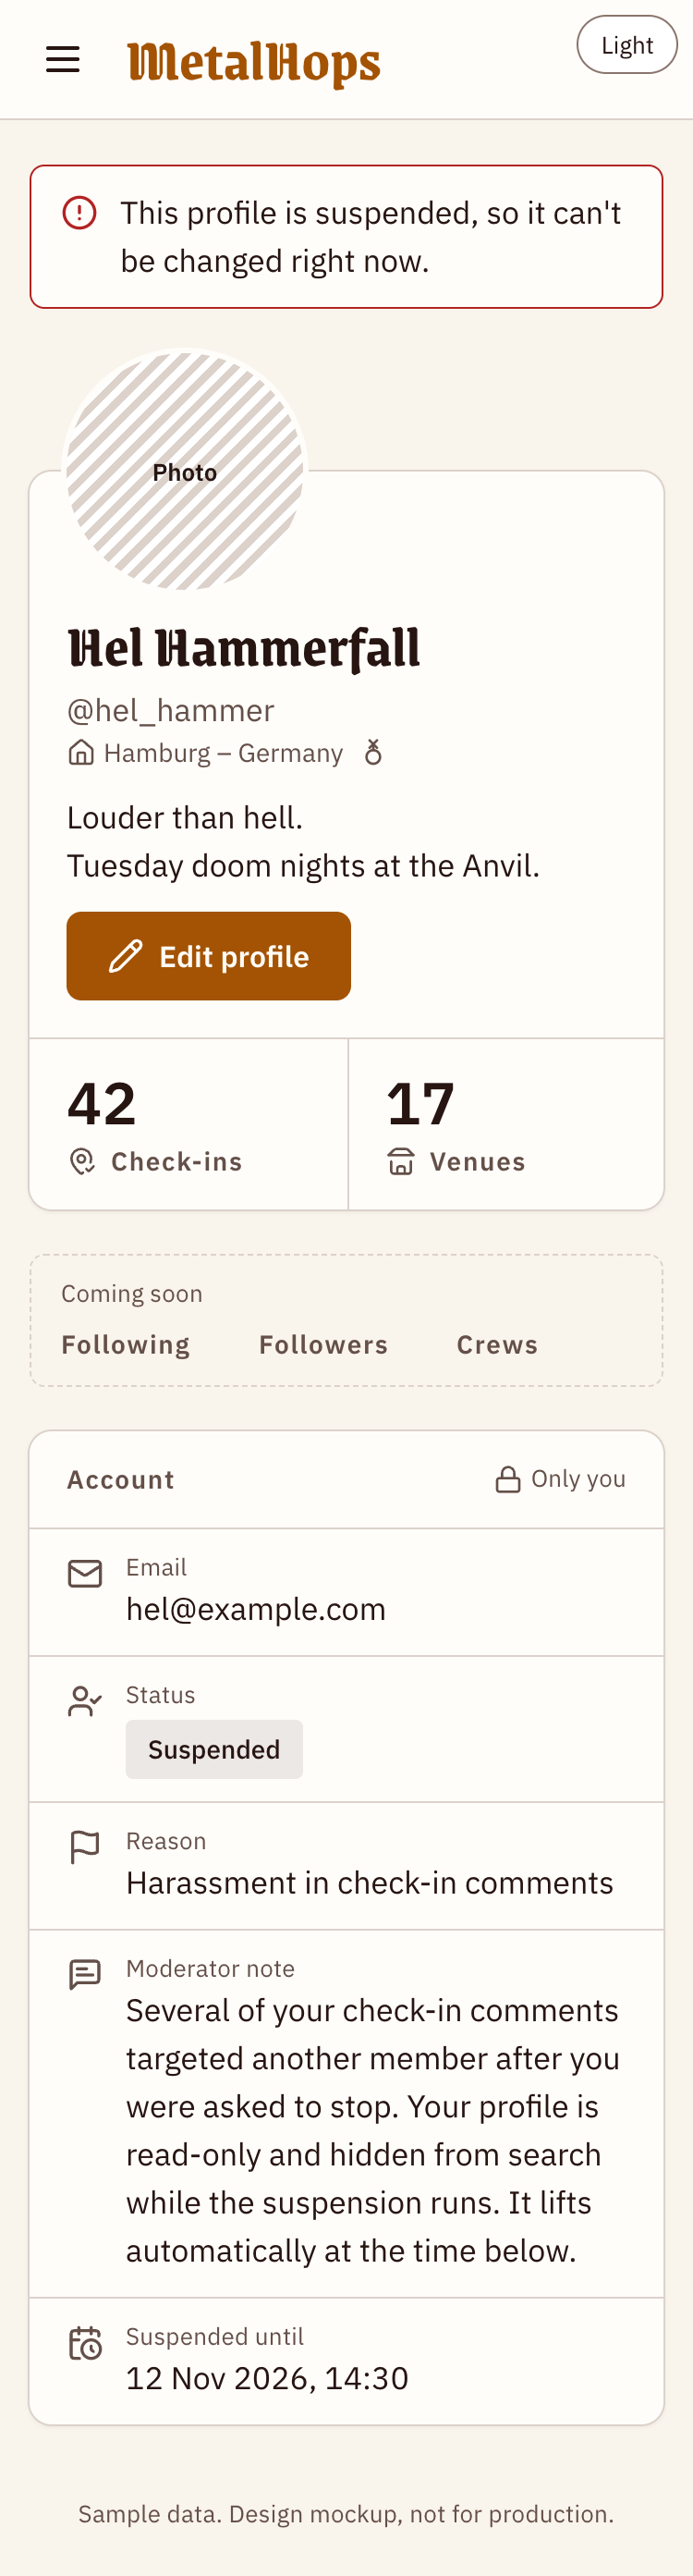 MetalHops
Light
This profile is suspended, so it can't
be changed right now.
Photo
Hel Hammerfall
@hel_hammer
Hamburg – Germany
Louder than hell.
Tuesday doom nights at the Anvil.
Edit profile
42
Check-ins
17
Venues
Coming soon
Following Followers Crews
Account
Only you
Email
hel@example.com
Status
Suspended
Reason
Harassment in check-in comments
Moderator note
Several of your check-in comments
targeted another member after you
were asked to stop. Your profile is
read-only and hidden from search
while the suspension runs. It lifts
automatically at the time below.
Suspended until
12 Nov 2026, 14:30
Sample data. Design mockup, not for production.